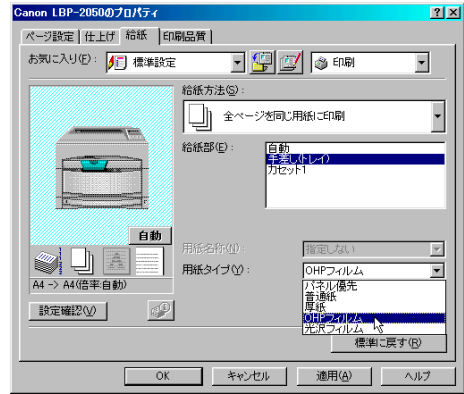 Canon LBP-2050のプロパティ
ページ設定 仕上げ 給紙 印刷品質
お気に入り(F): 標準設定 印刷
給紙方法(S):
全ページを同じ用紙に印刷
給紙部(E):
自動
手差し(トレイ)
カセット1
自動
用紙名称(N): 指定しない
A4 -> A4(倍率:自動)
用紙タイプ(Y): OHPフィルム
パネル優先
普通紙
厚紙
OHPフィルム
光沢フィルム
設定確認(V)
標準に戻す(R)
OK キャンセル 適用(A) ヘルプ